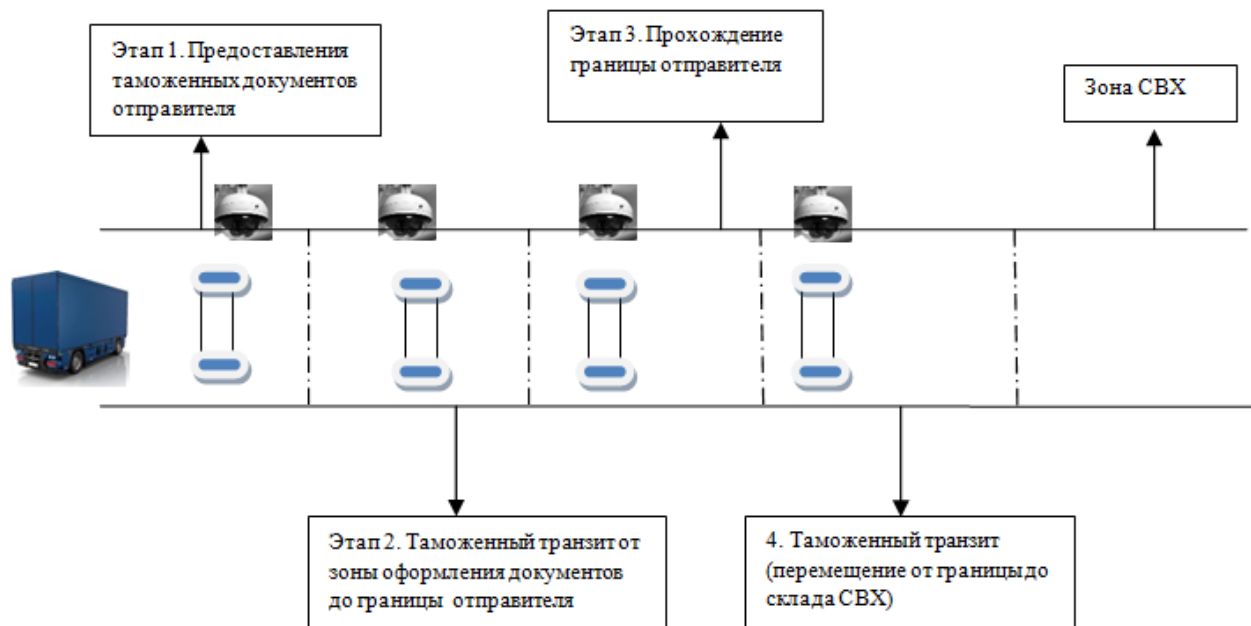 Этап 1. Предоставления
таможенных документов
отправителя
Этап 3. Прохождение
границы отправителя
Зона СВХ
Этап 2. Таможенный транзит от
зоны оформления документов
до границы отправителя
4. Таможенный транзит
(перемещение от границы до
склада СВХ)